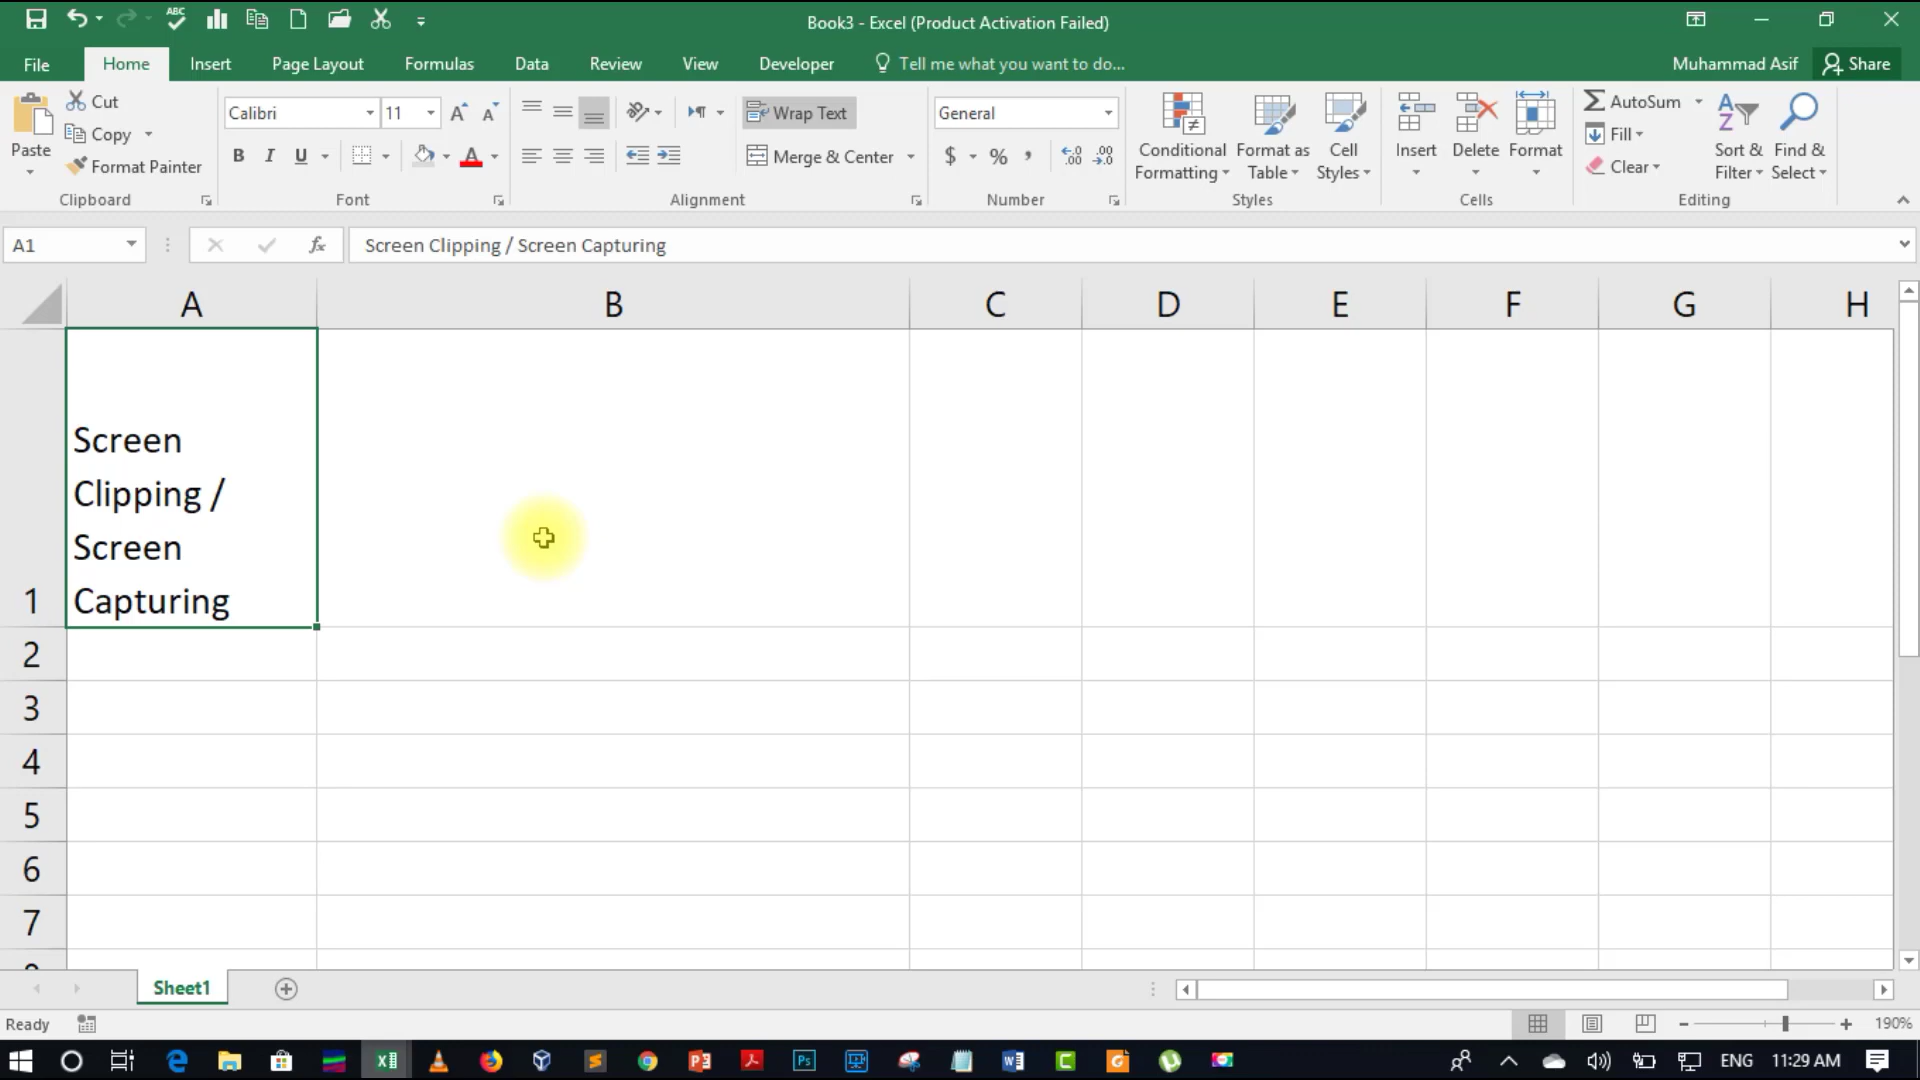 ABC
Book3 - Excel (Product Activation Failed)
File
Home
Insert
Page Layout
Formulas
Data
Review
View
Developer
Tell me what you want to do...
Muhammad Asif
Share
Paste
Cut
Copy
Format Painter
Clipboard
Calibri
11
B I U
Font
Wrap Text
Merge & Center
Alignment
General
$ % ,
Number
Conditional Formatting
Format as Table
Cell Styles
Styles
Insert
Delete
Format
Cells
AutoSum
Fill
Clear
Sort & Filter
Find & Select
Editing
A1
fx
Screen Clipping / Screen Capturing
A B C D E F G H
Screen
Clipping /
Screen
1 Capturing
2
3
4
5
6
7
Sheet1
Ready
190%
ENG
11:29 AM